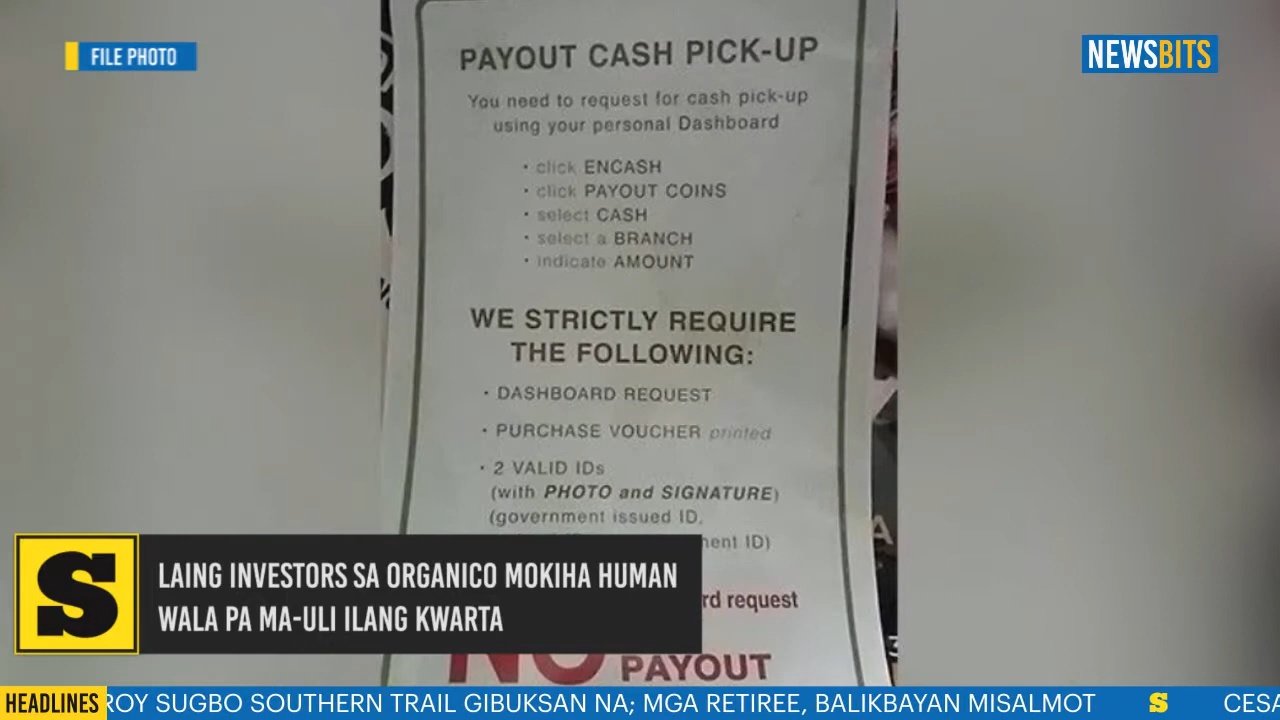 FILE PHOTO
NEWSBITS
PAYOUT CASH PICK-UP
You need to request for cash pick-up
using your personal Dashboard
• click ENCASH
• click PAYOUT COINS
• select CASH
• select a BRANCH
• indicate AMOUNT
WE STRICTLY REQUIRE
THE FOLLOWING:
• DASHBOARD REQUEST
• PURCHASE VOUCHER printed
• 2 VALID IDs
(with PHOTO and SIGNATURE)
(government issued ID,
ID)
request
NO PAYOUT
S
LAING INVESTORS SA ORGANICO MOKIHA HUMAN
WALA PA MA-ULI ILANG KWARTA
HEADLINES
ROY SUGBO SOUTHERN TRAIL GIBUKSAN NA; MGA RETIREE, BALIKBAYAN MISALMOT S CESA